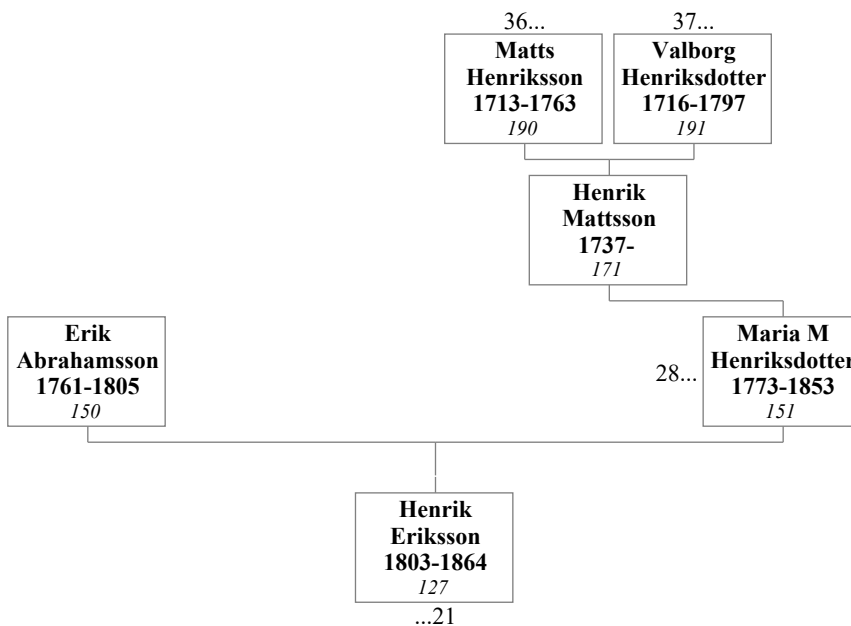 36...
Matts
Henriksson
1713-1763
190
37...
Valborg
Henriksdotter
1716-1797
191
Henrik
Mattsson
1737-
171
Erik
Abrahamsson
1761-1805
150
28...
Maria M
Henriksdotter
1773-1853
151
Henrik
Eriksson
1803-1864
127
...21